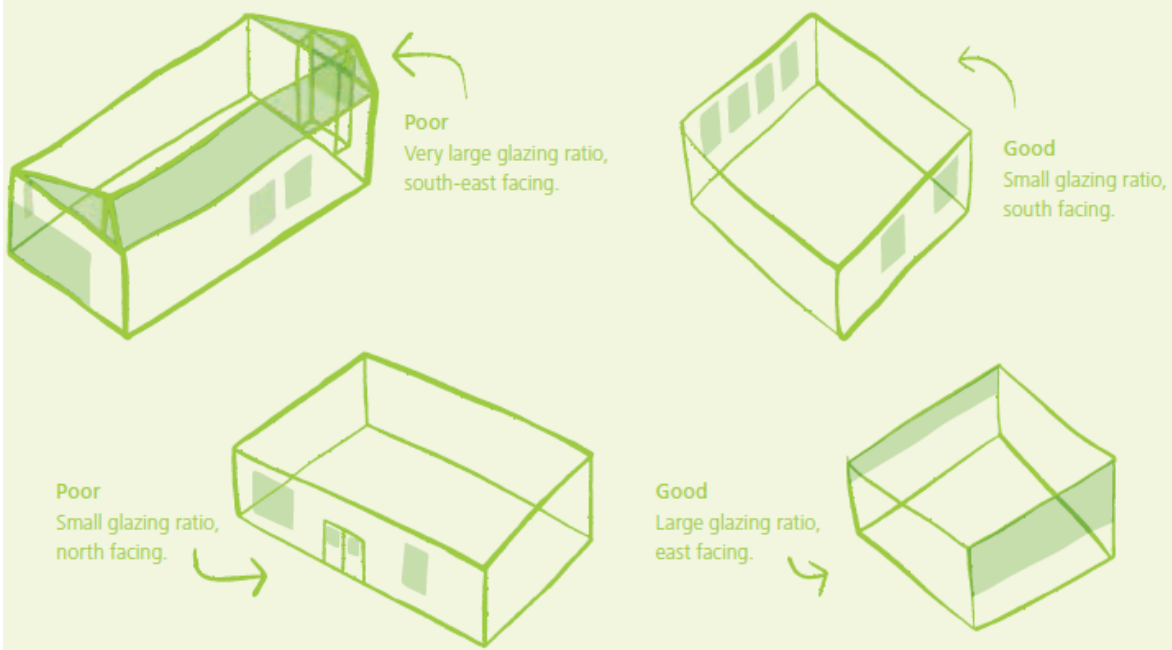 Poor
Very large glazing ratio,
south-east facing.
Good
Small glazing ratio,
south facing.
Poor
Small glazing ratio,
north facing.
Good
Large glazing ratio,
east facing.